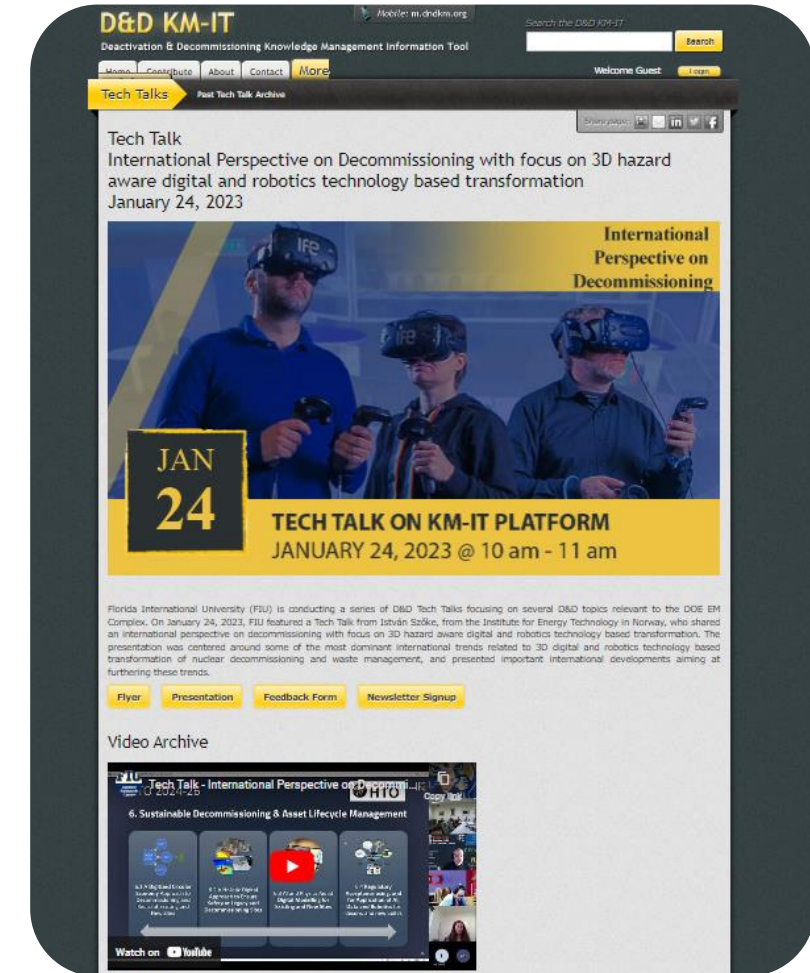 D&D KM-IT
Deactivation & Decommissioning Knowledge Management Information Tool
Mobile: m.dndkm.org
Search the D&D KM-IT
Search
Home Contribute About Contact More
Welcome Guest Login
Tech Talks Past Tech Talk Archive
Share page:
Tech Talk
International Perspective on Decommissioning with focus on 3D hazard
aware digital and robotics technology based transformation
January 24, 2023
International
Perspective on
Decommissioning
IFE
IFE
JAN
24
TECH TALK ON KM-IT PLATFORM
JANUARY 24, 2023 @ 10 am - 11 am
Florida International University (FIU) is conducting a series of D&D Tech Talks focusing on several D&D topics relevant to the DOE EM
Complex. On January 24, 2023, FIU featured a Tech Talk from István Szőke, from the Institute for Energy Technology in Norway, who shared
an international perspective on decommissioning with focus on 3D hazard aware digital and robotics technology based transformation. The
presentation was centered around some of the most dominant international trends related to 3D digital and robotics technology based
transformation of nuclear decommissioning and waste management, and presented important international developments aiming at
furthering these trends.
Flyer Presentation Feedback Form Newsletter Signup
Video Archive
FIU Tech Talk - International Perspective on Decommi...
2024-26
HTO
Copy link
6. Sustainable Decommissioning & Asset Lifecycle Management
Watch on YouTube